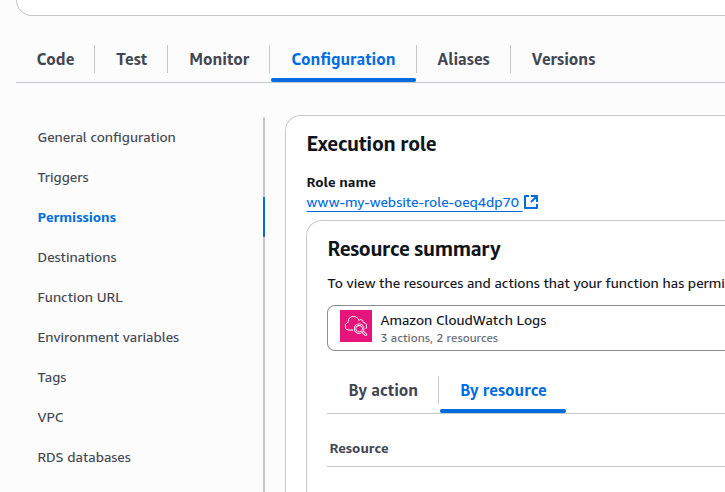 Code
Test
Monitor
Configuration
Aliases
Versions
General configuration
Triggers
Permissions
Destinations
Function URL
Environment variables
Tags
VPC
RDS databases
Execution role
Role name
www-my-website-role-oeq4dp70
Resource summary
To view the resources and actions that your function has permi
Amazon CloudWatch Logs
3 actions, 2 resources
By action
By resource
Resource